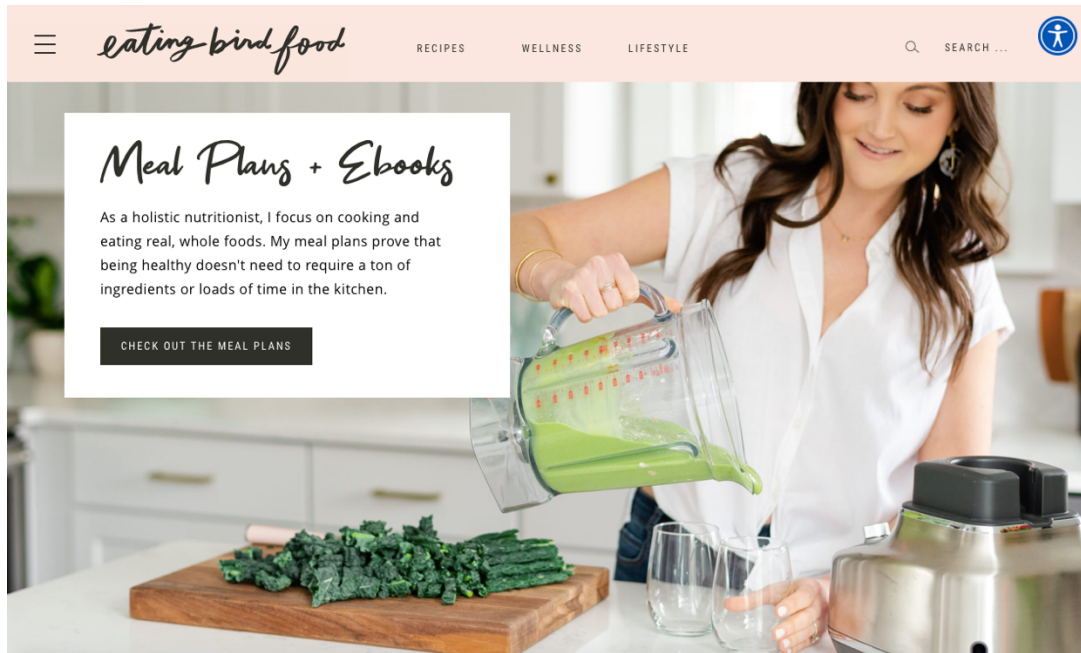 eating bird food
RECIPES
WELLNESS
LIFESTYLE
SEARCH ...
Meal Plans + Ebooks
As a holistic nutritionist, I focus on cooking and
eating real, whole foods. My meal plans prove that
being healthy doesn't need to require a ton of
ingredients or loads of time in the kitchen.
CHECK OUT THE MEAL PLANS